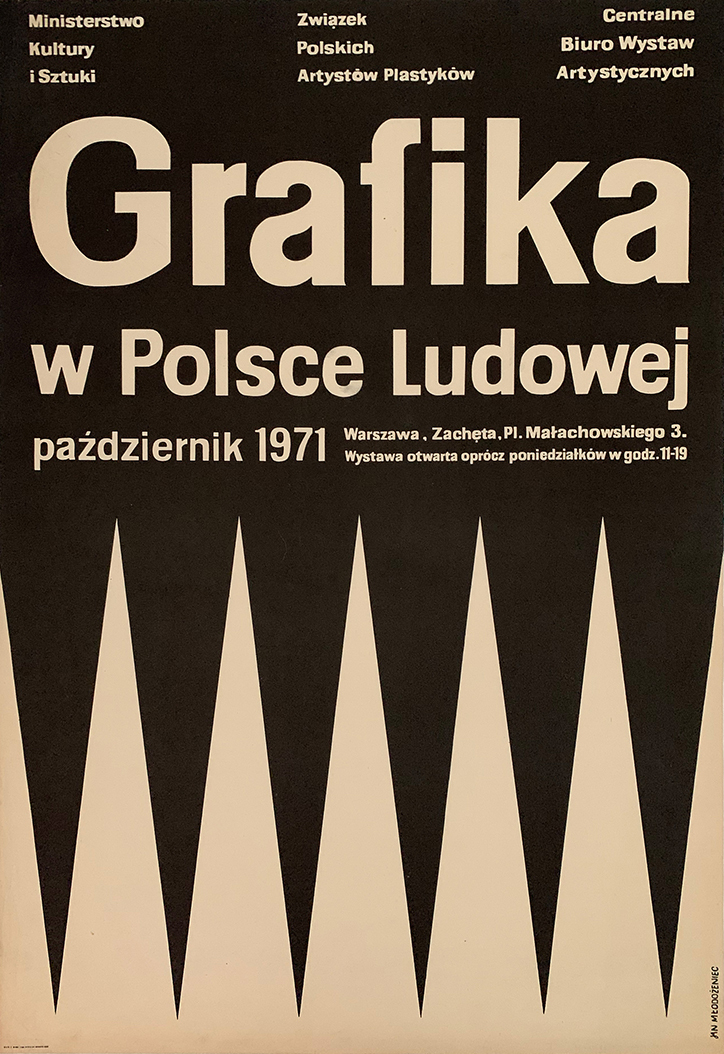 Ministerstwo
Kultury
i Sztuki
Związek
Polskich
Artystów Plastyków
Centralne
Biuro Wystaw
Artystycznych
Grafika
w Polsce Ludowej
październik 1971
Warszawa, Zachęta, Pl. Małachowskiego 3.
Wystawa otwarta oprócz poniedziałków w godz. 11-19
JAN MŁODOŻENIEC